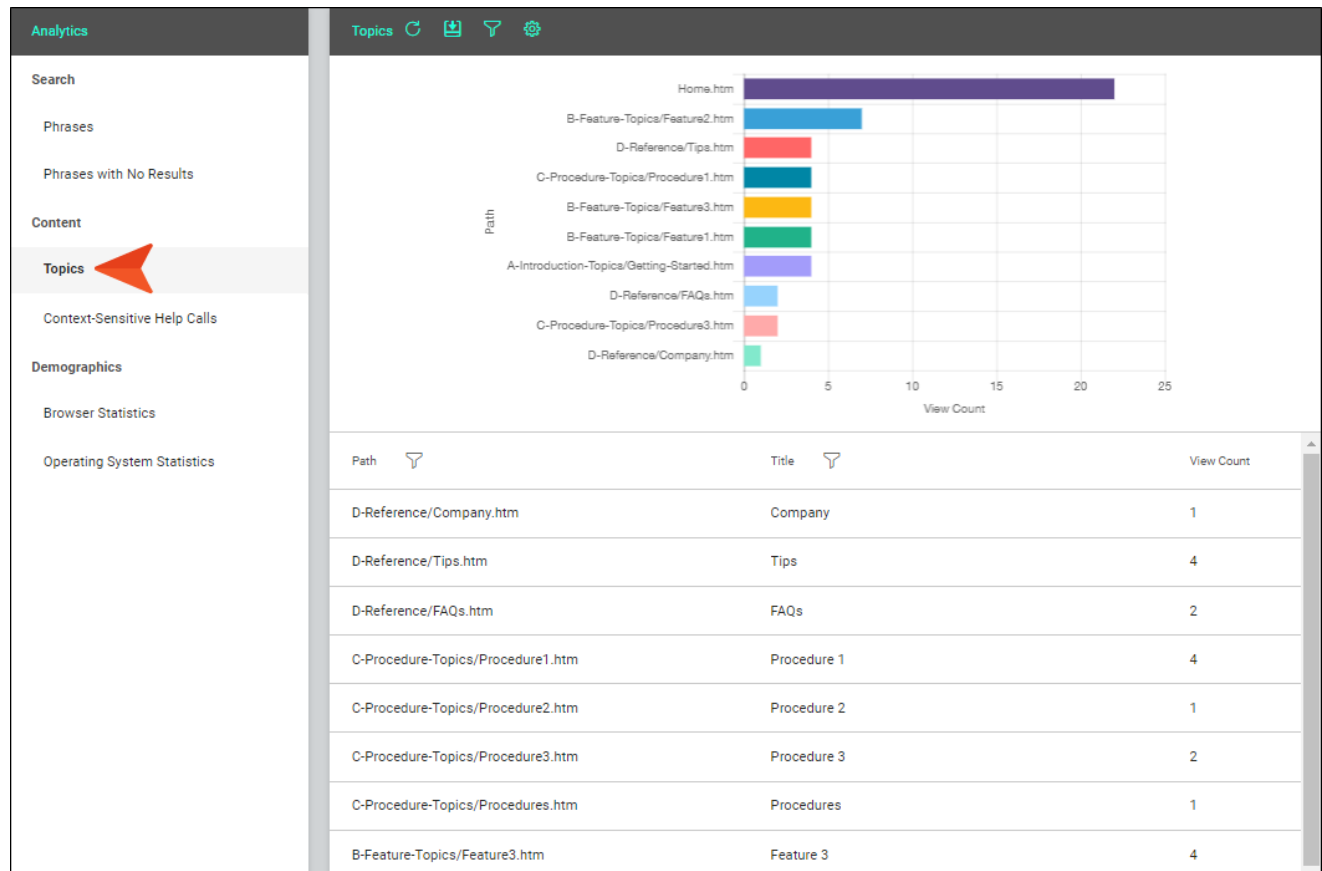 Analytics
Search
Phrases
Phrases with No Results
Content
Topics
Context-Sensitive Help Calls
Demographics
Browser Statistics
Operating System Statistics
Topics
Home.htm
B-Feature-Topics/Feature2.htm
D-Reference/Tips.htm
C-Procedure-Topics/Procedure1.htm
B-Feature-Topics/Feature3.htm
B-Feature-Topics/Feature1.htm
A-Introduction-Topics/Getting-Started.htm
D-Reference/FAQs.htm
C-Procedure-Topics/Procedure3.htm
D-Reference/Company.htm
Path
0 5 10 15 20 25
View Count
Path Title View Count
D-Reference/Company.htm Company 1
D-Reference/Tips.htm Tips 4
D-Reference/FAQs.htm FAQs 2
C-Procedure-Topics/Procedure1.htm Procedure 1 4
C-Procedure-Topics/Procedure2.htm Procedure 2 1
C-Procedure-Topics/Procedure3.htm Procedure 3 2
C-Procedure-Topics/Procedures.htm Procedures 1
B-Feature-Topics/Feature3.htm Feature 3 4